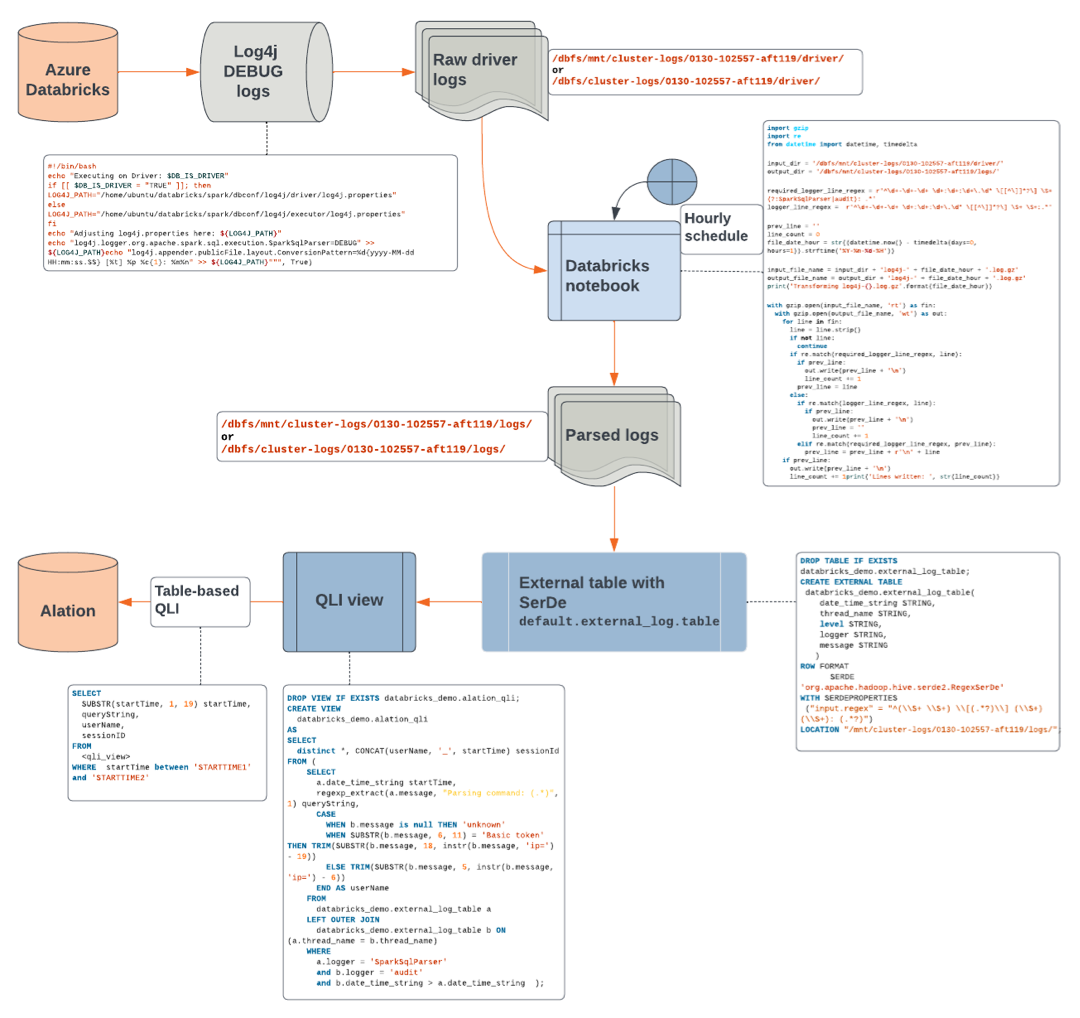 Azure
Databricks
Log4j
DEBUG
logs
Raw driver
logs
/dbfs/mnt/cluster-logs/0130-102557-aft119/driver/
or
/dbfs/cluster-logs/0130-102557-aft119/driver/
#!/bin/bash
echo "Executing on Driver: $DB_IS_DRIVER"
if [[ $DB_IS_DRIVER = "TRUE" ]]; then
LOG4J_PATH="/home/ubuntu/databricks/spark/dbconf/log4j/driver/log4j.properties"
else
LOG4J_PATH="/home/ubuntu/databricks/spark/dbconf/log4j/executor/log4j.properties"
fi
echo "Adjusting log4j.properties here: ${LOG4J_PATH}"
echo "log4j.logger.org.apache.spark.sql.execution.SparkSqlParser=DEBUG" >>
${LOG4J_PATH}echo "log4j.appender.publicFile.layout.ConversionPattern=%d{yyyy-MM-dd
HH:mm:ss.SS} [%t] %p %c{1}: %m%n" >> ${LOG4J_PATH}""", True)
Hourly
schedule
Databricks
notebook
import gzip
import re
from datetime import datetime, timedelta
input_dir = '/dbfs/mnt/cluster-logs/0130-102557-aft119/driver/'
output_dir = '/dbfs/mnt/cluster-logs/0130-102557-aft119/logs/'
prev_line = ''
line_count = 0
file_date_hour = str((datetime.now() - timedelta(days=0,
hours=1)).strftime('%Y-%m-%d-%H'))
input_file_name = input_dir + 'log4j-' + file_date_hour + '.log.gz'
output_file_name = output_dir + 'log4j-' + file_date_hour + '.log.gz'
print('Transforming log4j-{}.log.gz'.format(file_date_hour))
with gzip.open(input_file_name, 'rt') as fin:
with gzip.open(output_file_name, 'wt') as out:
for line in fin:
line = line.strip()
if not line:
continue
if re.match(required_logger_line_regex, line):
if prev_line:
out.write(prev_line + '\n')
line_count += 1
prev_line = line
else:
if re.match(logger_line_regex, line):
if prev_line:
out.write(prev_line + '\n')
prev_line = ''
line_count += 1
elif re.match(required_logger_line_regex, prev_line):
prev_line = prev_line + r'\n' + line
if prev_line:
out.write(prev_line + '\n')
line_count += 1print('Lines written: ', str(line_count))
/dbfs/mnt/cluster-logs/0130-102557-aft119/logs/
or
/dbfs/cluster-logs/0130-102557-aft119/logs/
Parsed logs
Alation
Table-based
QLI
QLI view
External table with
SerDe
default.external_log.table
DROP TABLE IF EXISTS
databricks_demo.external_log_table;
CREATE EXTERNAL TABLE
databricks_demo.external_log_table(
date_time_string STRING,
thread_name STRING,
level STRING,
logger STRING,
message STRING
)
ROW FORMAT
SERDE
'org.apache.hadoop.hive.serde2.RegexSerDe'
WITH SERDEPROPERTIES
("input.regex" = "^(\\S+ \\S+) \\[(.*?)\\] (\\S+)
(\\S+): (.*?)")
LOCATION "/mnt/cluster-logs/0130-102557-aft119/logs/";
SELECT
SUBSTR(startTime, 1, 19) startTime,
queryString,
userName,
sessionID
FROM
<qli_view>
WHERE startTime between '$STARTTIME1'
and '$STARTTIME2'
DROP VIEW IF EXISTS databricks_demo.alation_qli;
CREATE VIEW
databricks_demo.alation_qli
AS
SELECT
distinct *, CONCAT(userName, '_', startTime) sessionId
FROM (
SELECT
a.date_time_string startTime,
regexp_extract(a.message, "Parsing command: (.*)",
1) queryString,
CASE
WHEN b.message is null THEN 'unknown'
WHEN SUBSTR(b.message, 6, 11) = 'Basic token'
THEN TRIM(SUBSTR(b.message, 18, instr(b.message, 'ip=')
- 19))
ELSE TRIM(SUBSTR(b.message, 5, instr(b.message,
'ip=') - 6))
END AS userName
FROM
databricks_demo.external_log_table a
LEFT OUTER JOIN
databricks_demo.external_log_table b ON
(a.thread_name = b.thread_name)
WHERE
a.logger = 'SparkSqlParser'
and b.logger = 'audit'
and b.date_time_string > a.date_time_string );